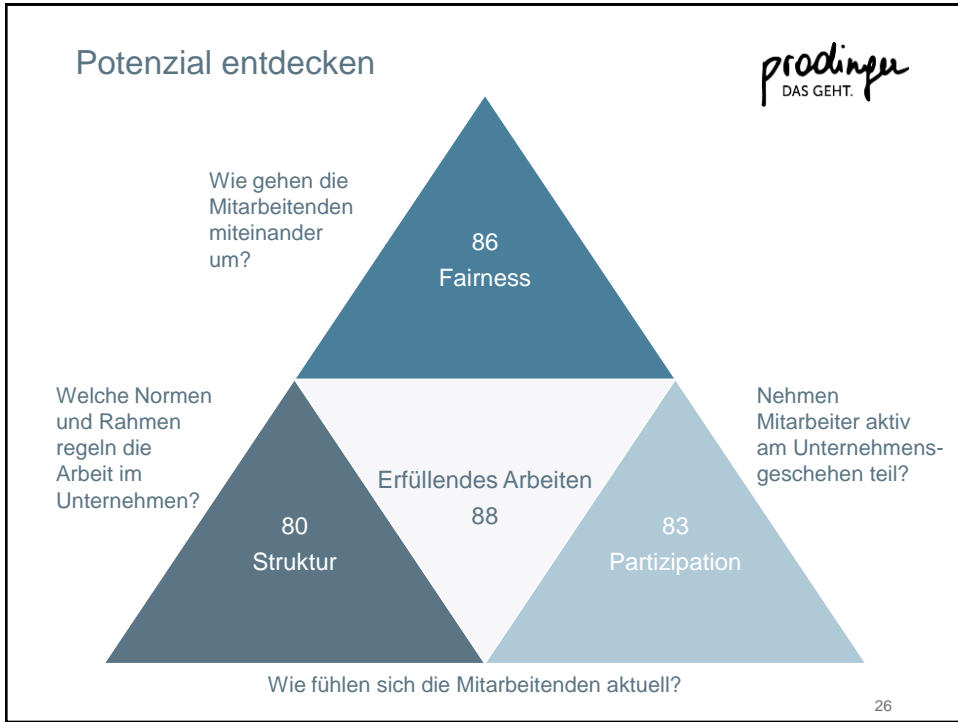 Potenzial entdecken
prodinger
DAS GEHT.
Wie gehen die
Mitarbeitenden
miteinander
um?
86
Fairness
Welche Normen
und Rahmen
regeln die
Arbeit im
Unternehmen?
Nehmen
Mitarbeiter aktiv
am Unternehmens-
geschehen teil?
Erfüllendes Arbeiten
88
80
Struktur
83
Partizipation
Wie fühlen sich die Mitarbeitenden aktuell?
26